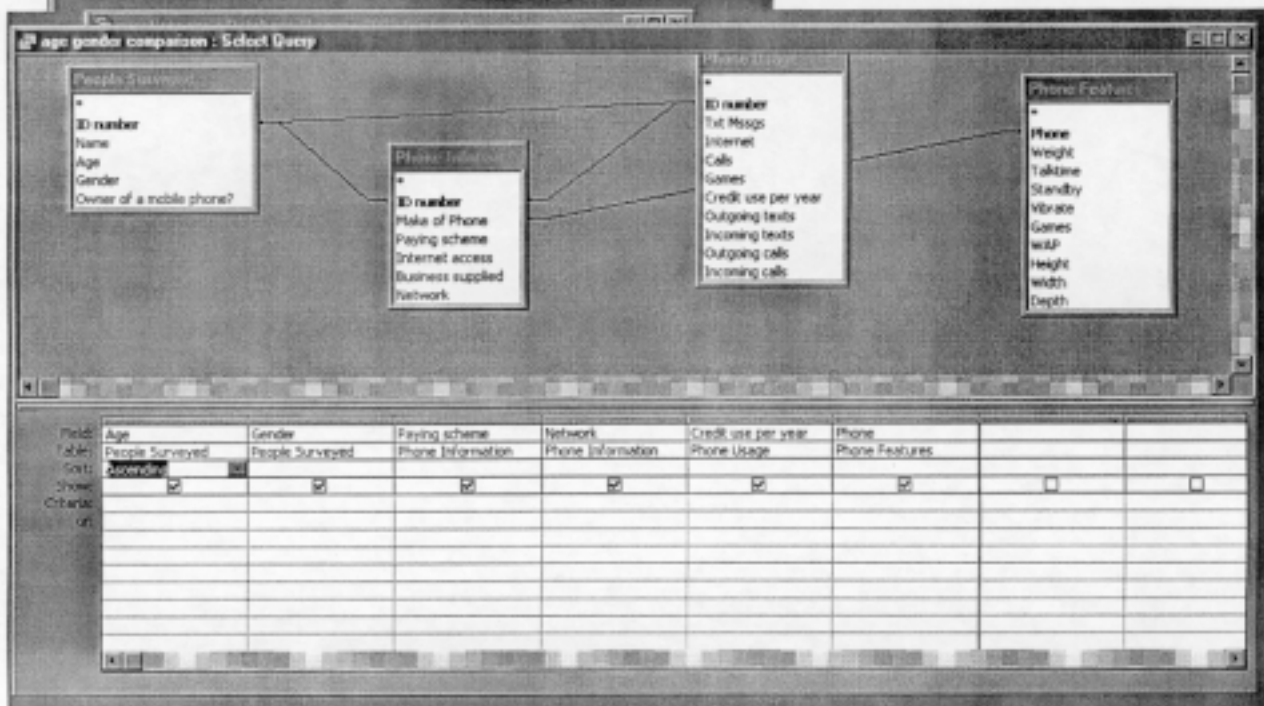 age gender comparison : Select Query
People Surveyed
*
ID number
Name
Age
Gender
Owner of a mobile phone?
Phone
*
ID number
Make of Phone
Paying scheme
Internet access
Business supplied
Network
Phone Usage
*
ID number
Txt Mssgs
Internet
Calls
Games
Credit use per year
Outgoing texts
Incoming texts
Outgoing calls
Incoming calls
Phone Features
*
Phone
Weight
Talktime
Standby
Vibrate
Games
WAP
Height
Width
Depth
Field: Age Gender Paying scheme Network Credit use per year Phone
Table: People Surveyed People Surveyed Phone Information Phone Information Phone Usage Phone Features
Sort: Ascending
Show:
Criteria:
or: